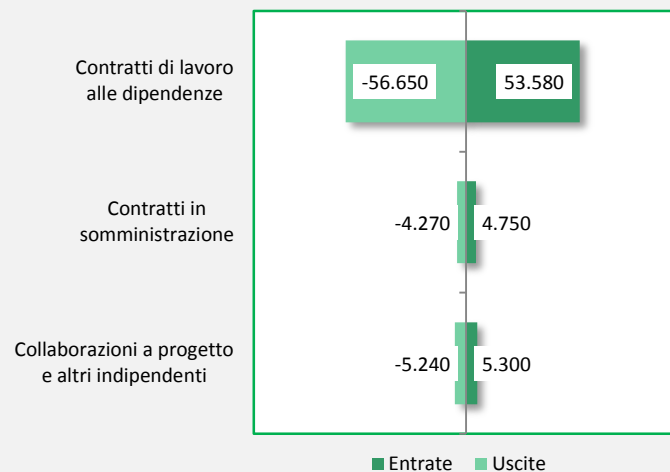 Contratti di lavoro
alle dipendenze
-56.650
53.580
Contratti in
somministrazione
-4.270
4.750
Collaborazioni a progetto
e altri indipendenti
-5.240
5.300
Entrate
Uscite